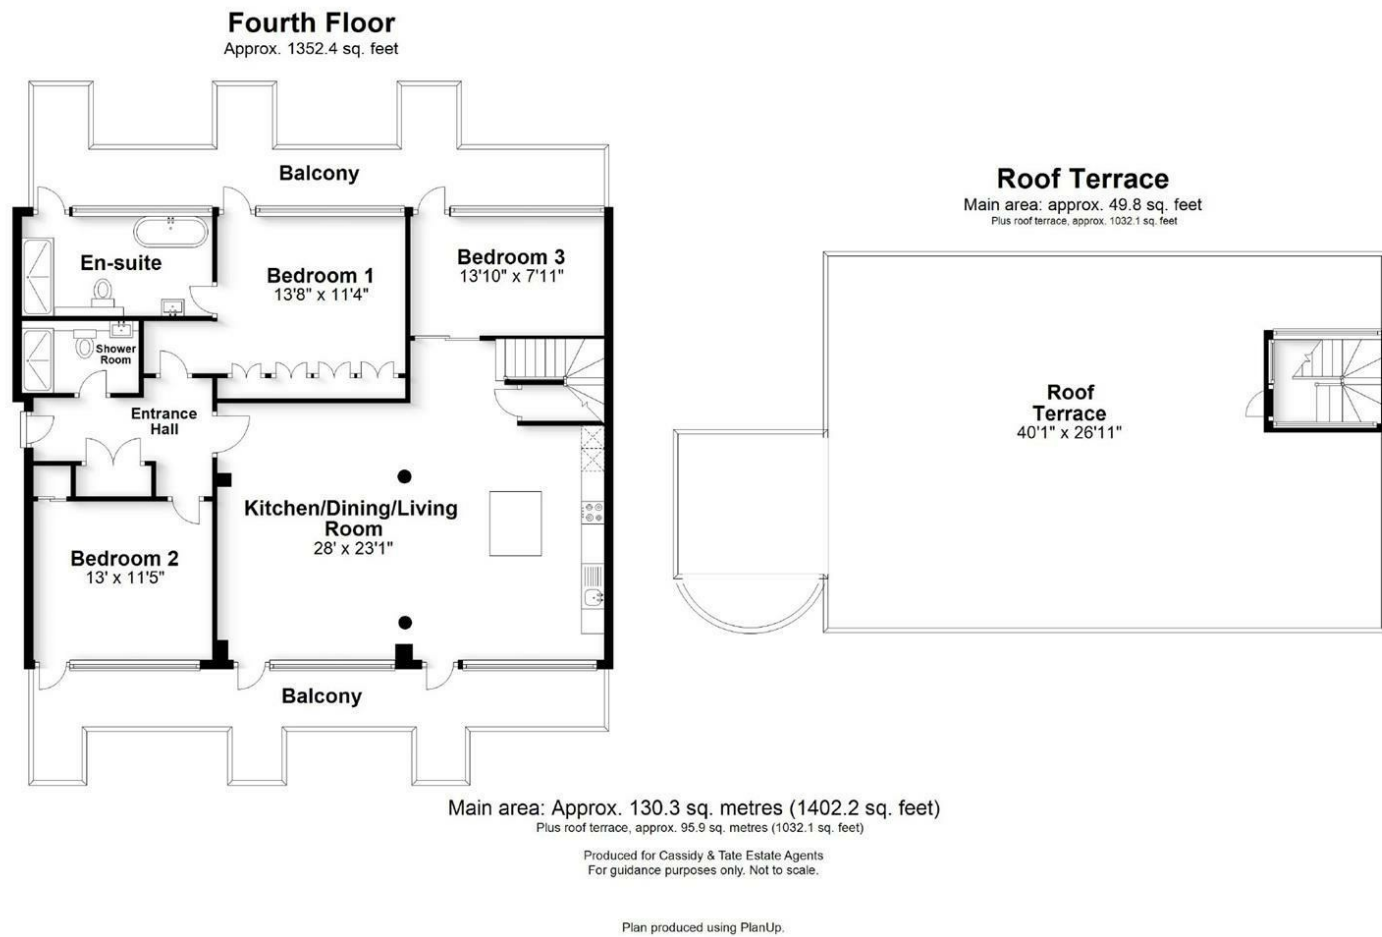 Fourth Floor
Approx. 1352.4 sq. feet
Balcony
En-suite
Bedroom 1
13'8" x 11'4"
Bedroom 3
13'10" x 7'11"
Shower
Room
Entrance
Hall
Kitchen/Dining/Living
Room
28' x 23'1"
Bedroom 2
13' x 11'5"
Balcony
Roof Terrace
Main area: approx. 49.8 sq. feet
Plus roof terrace, approx. 1032.1 sq. feet
Roof
Terrace
40'1" x 26'11"
Main area: Approx. 130.3 sq. metres (1402.2 sq. feet)
Plus roof terrace, approx. 95.9 sq. metres (1032.1 sq. feet)
Produced for Cassidy & Tate Estate Agents
For guidance purposes only. Not to scale.
Plan produced using PlanUp.